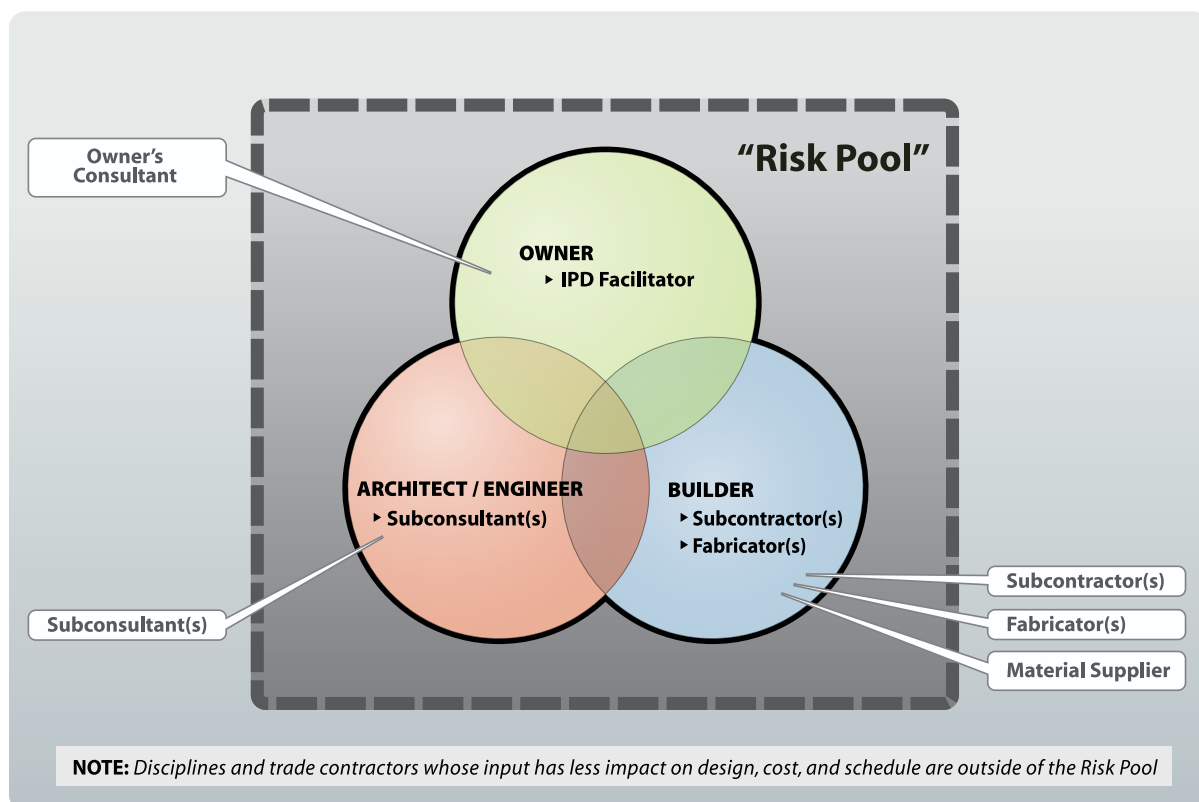 "Risk Pool"
Owner's
Consultant
OWNER
▸ IPD Facilitator
ARCHITECT / ENGINEER
▸ Subconsultant(s)
BUILDER
▸ Subcontractor(s)
▸ Fabricator(s)
Subconsultant(s)
Subcontractor(s)
Fabricator(s)
Material Supplier
NOTE: Disciplines and trade contractors whose input has less impact on design, cost, and schedule are outside of the Risk Pool